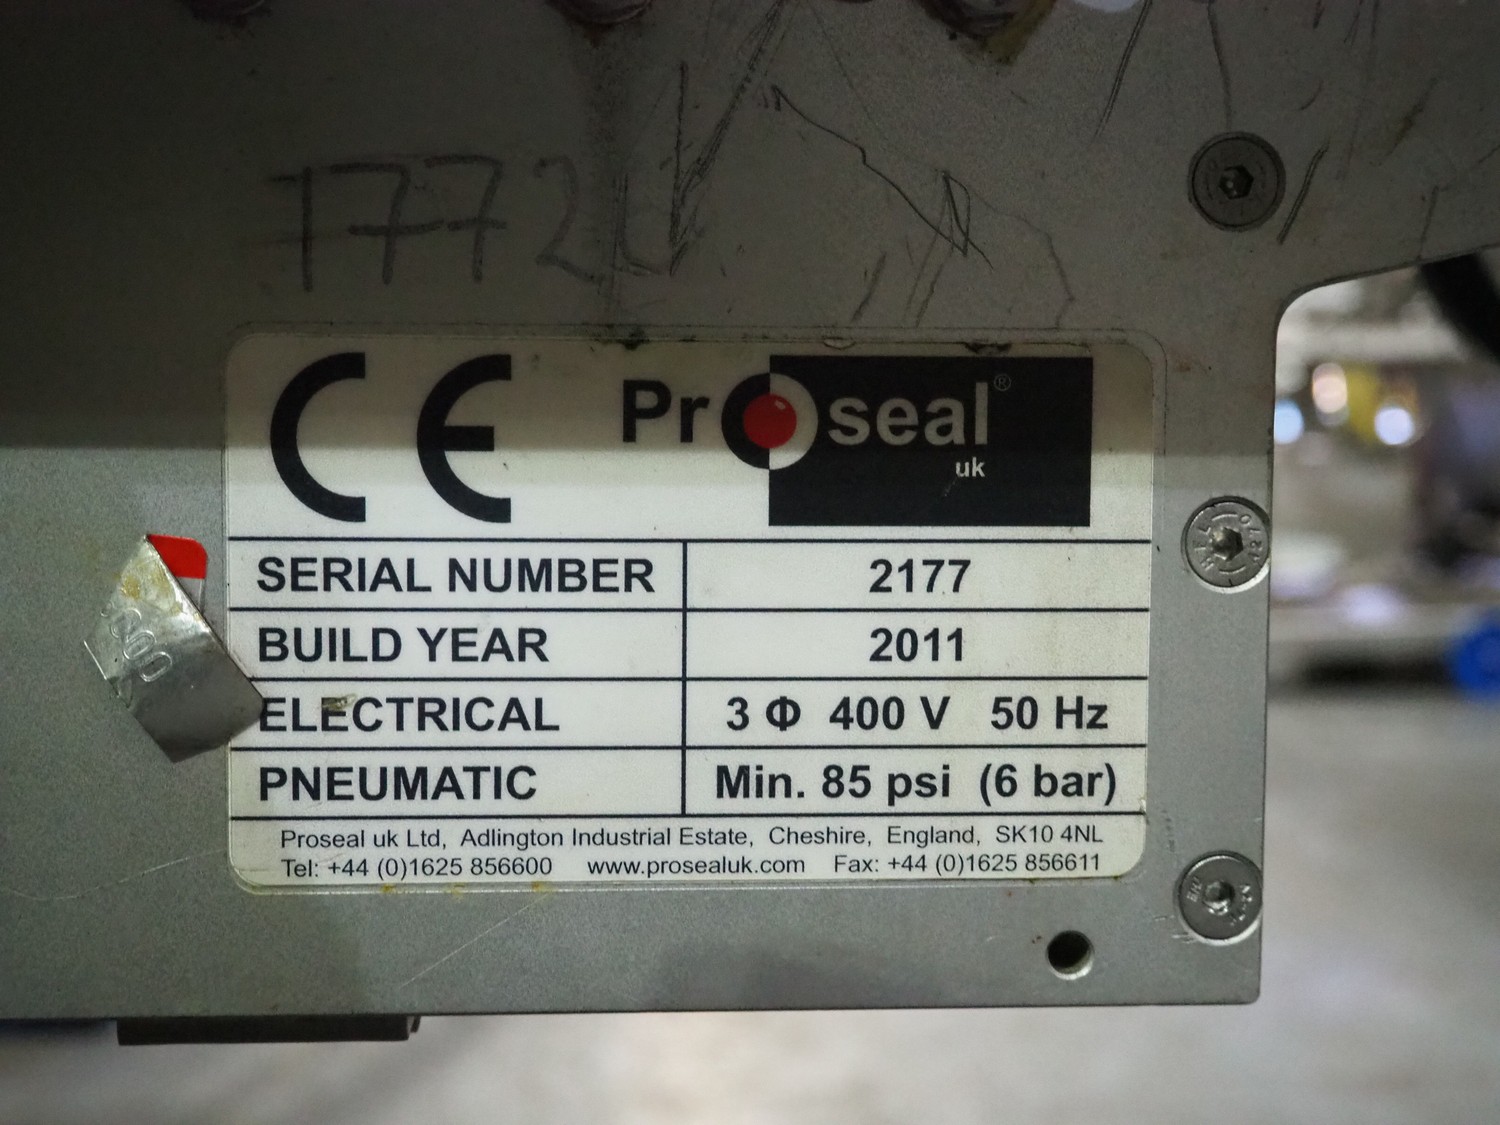 1772
CE
Proseal®
uk
SERIAL NUMBER 2177
BUILD YEAR 2011
ELECTRICAL 3 Φ 400 V 50 Hz
PNEUMATIC Min. 85 psi (6 bar)
Proseal uk Ltd, Adlington Industrial Estate, Cheshire, England, SK10 4NL
Tel: +44 (0)1625 856600 www.prosealuk.com Fax: +44 (0)1625 856611